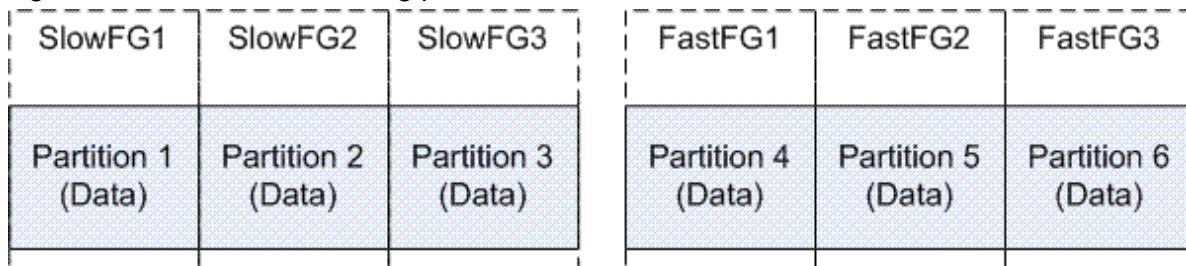 SlowFG1 SlowFG2 SlowFG3 FastFG1 FastFG2 FastFG3
Partition 1 Partition 2 Partition 3 Partition 4 Partition 5 Partition 6
(Data) (Data) (Data) (Data) (Data) (Data)